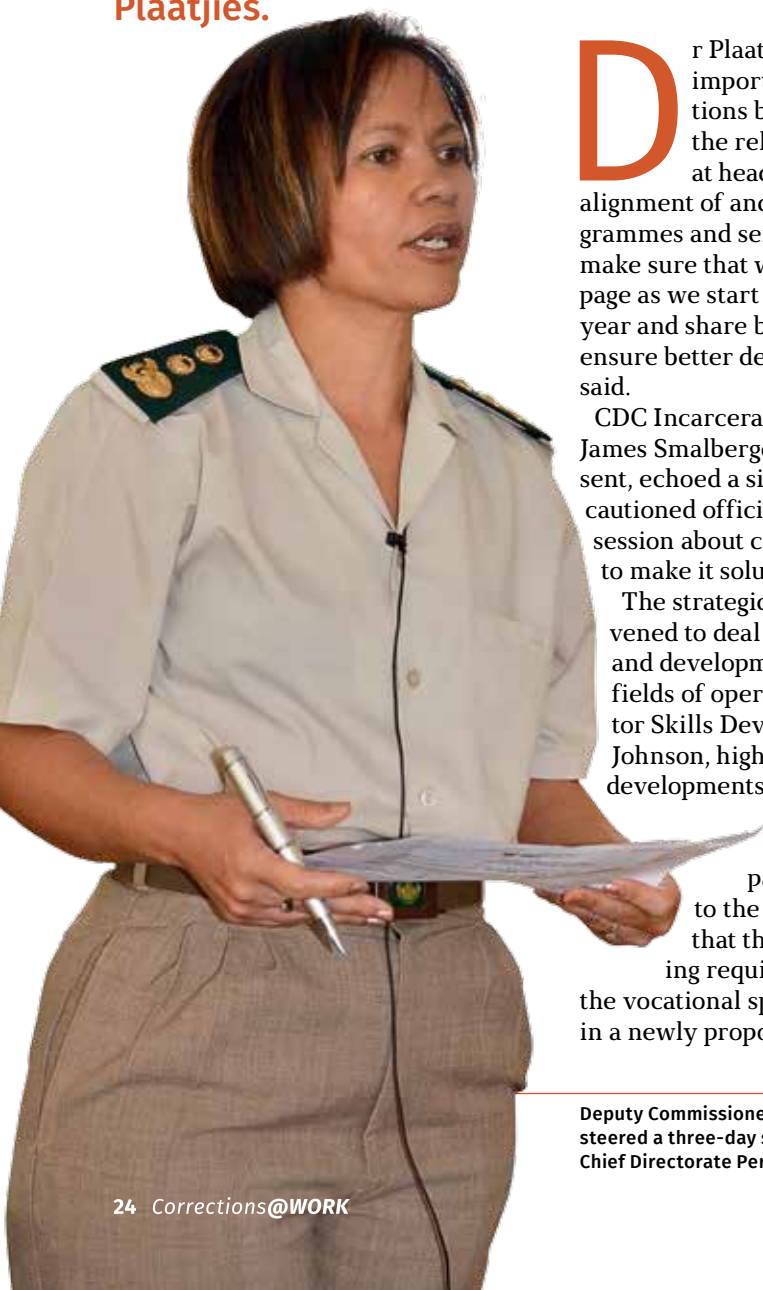 Plaatjies.
Dr Plaat
impor
tions b
the rel
at head
alignment of and
grammes and se
make sure that w
page as we start
year and share b
ensure better de
said.
CDC Incarcera
James Smalberg
sent, echoed a si
cautioned offici
session about c
to make it solu
The strategic
vened to deal
and developm
fields of oper
tor Skills Dev
Johnson, high
developments
pa
to the
that th
ing requi
the vocational sp
in a newly propo
Deputy Commissione
steered a three-day s
Chief Directorate Per
24 Corrections@WORK